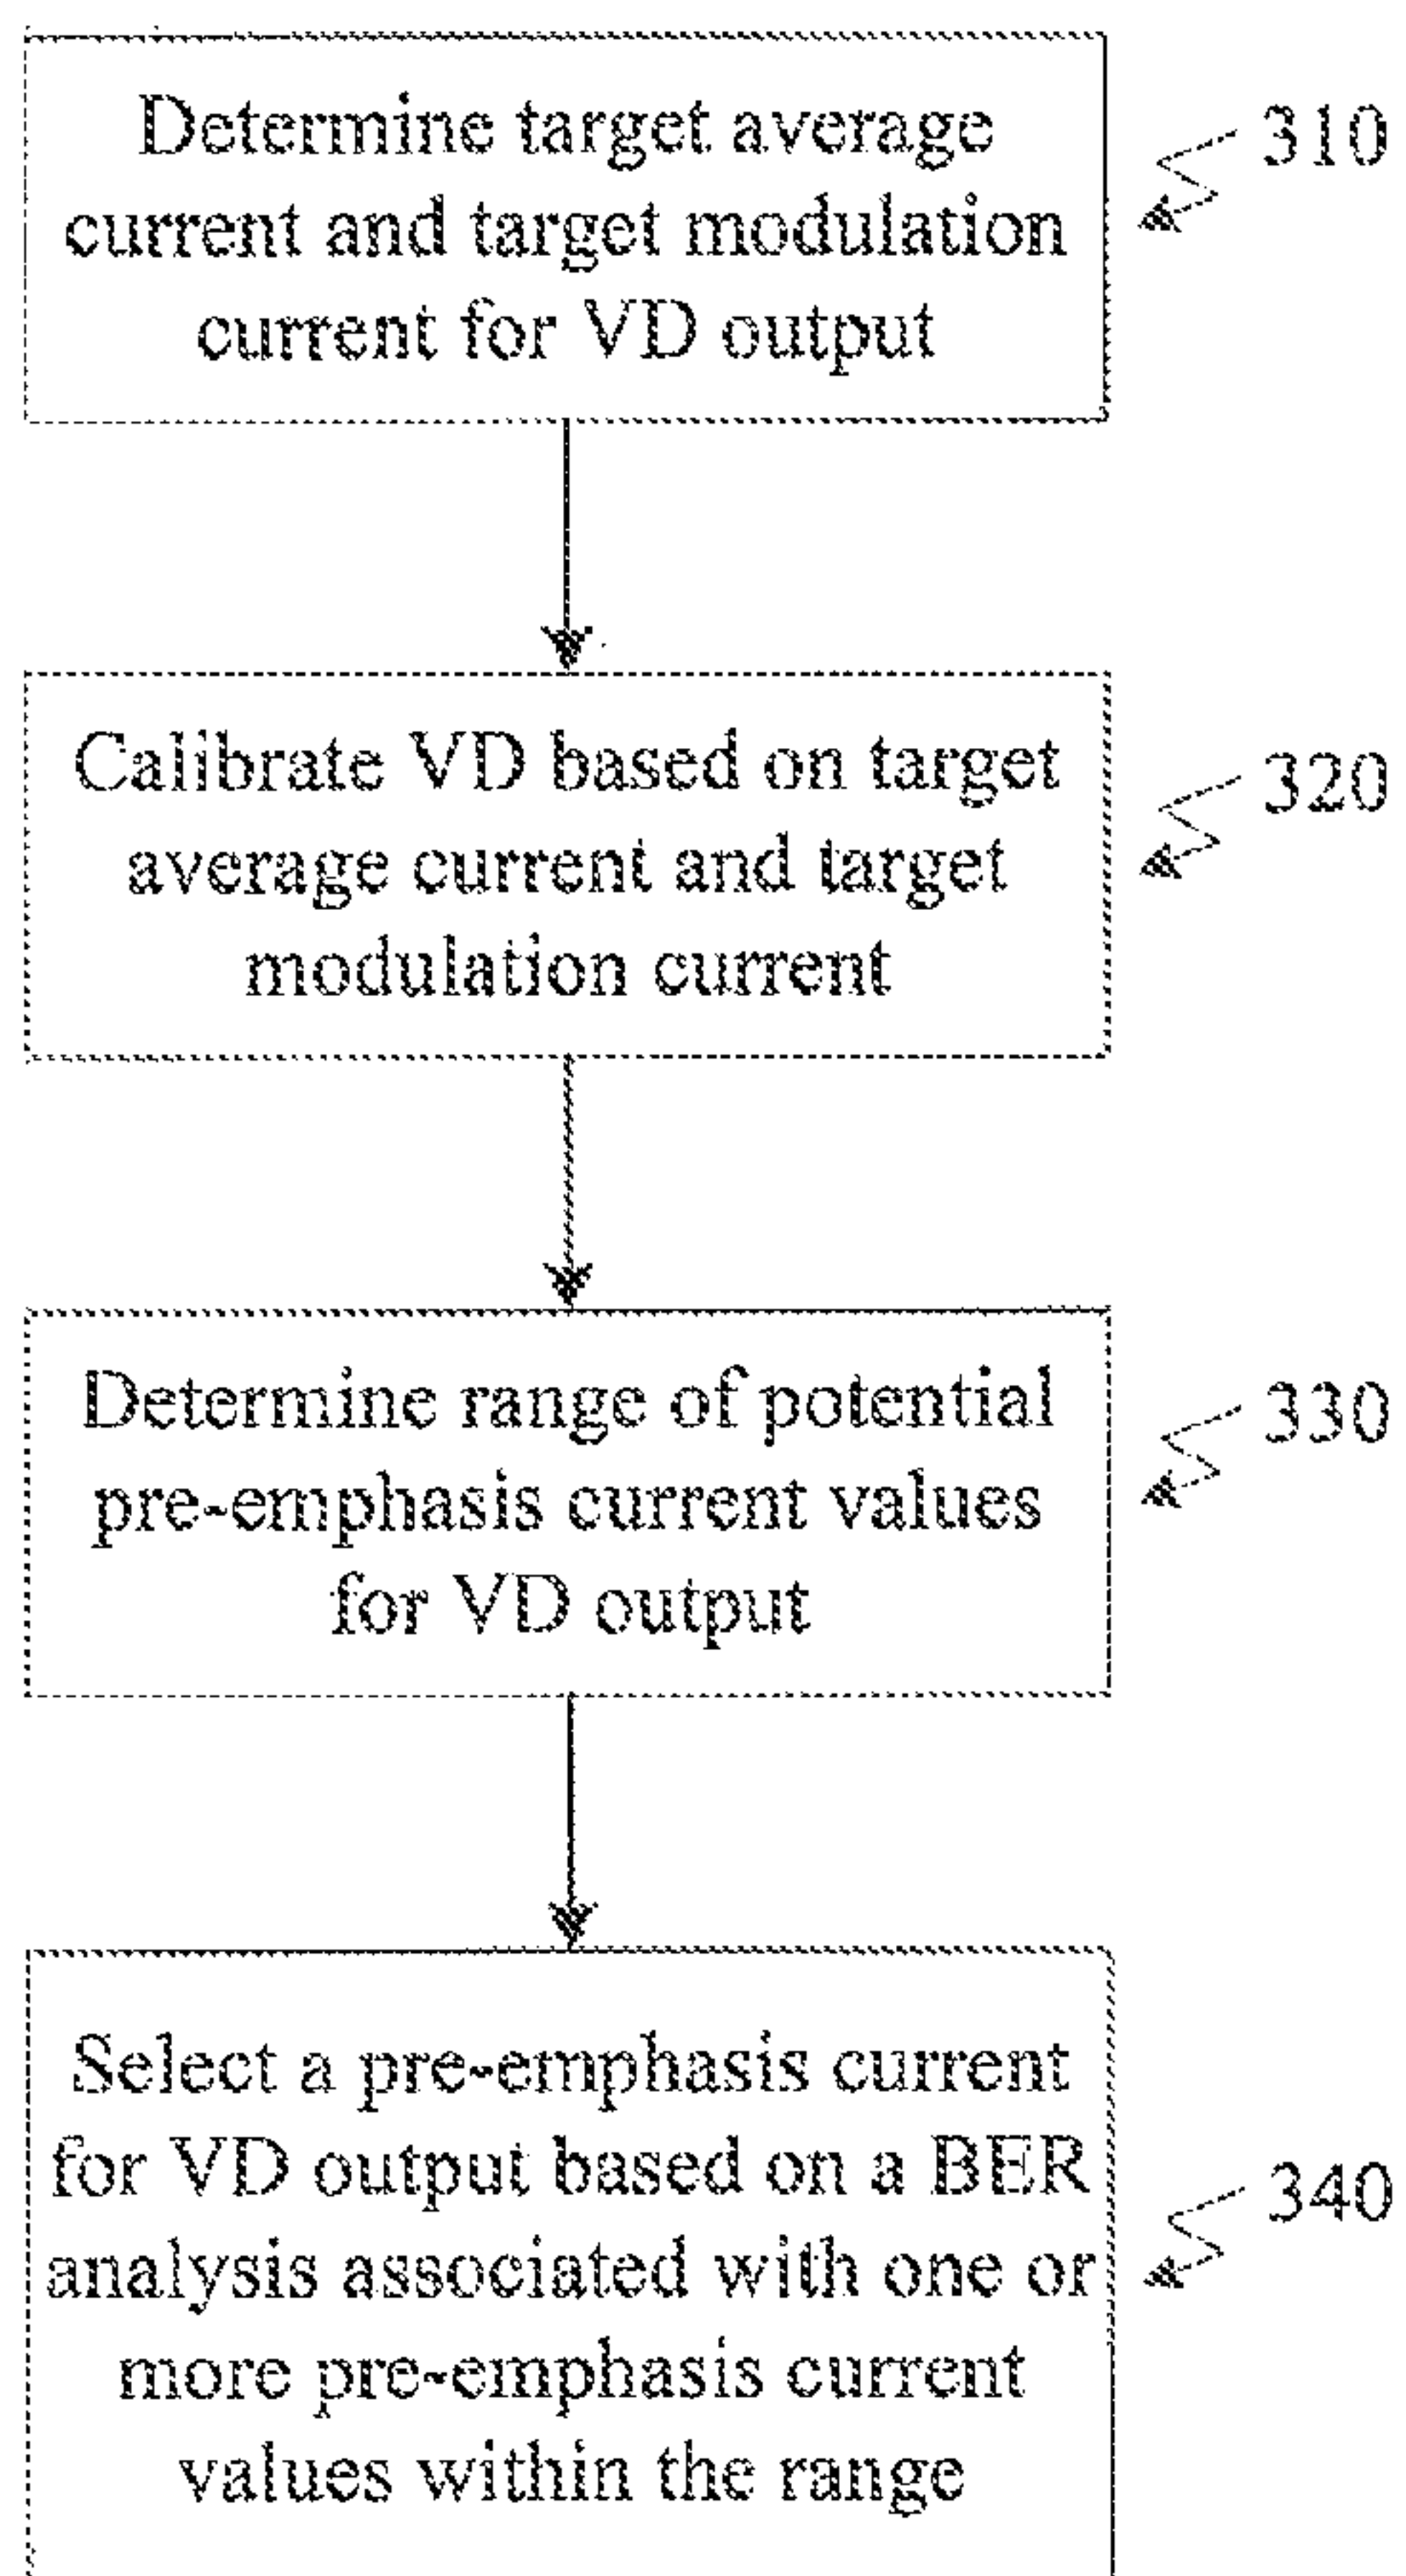 Determine target average
current and target modulation
current for VD output
310
Calibrate VD based on target
average current and target
modulation current
320
Determine range of potential
pre-emphasis current values
for VD output
330
Select a pre-emphasis current
for VD output based on a BER
analysis associated with one or
more pre-emphasis current
values within the range
340